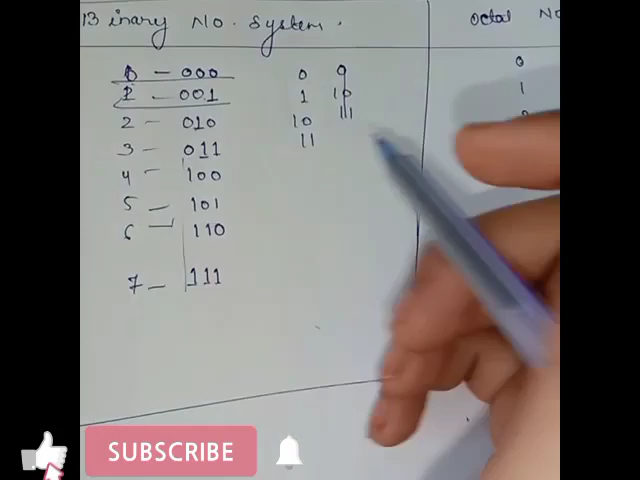 Binary No. System. Octal No
0 - 000 0 0 0
1 - 001 1 10 1
2 - 010 10 111
3 - 011 11
4 - 100
5 - 101
6 - 110
7 - 111
SUBSCRIBE